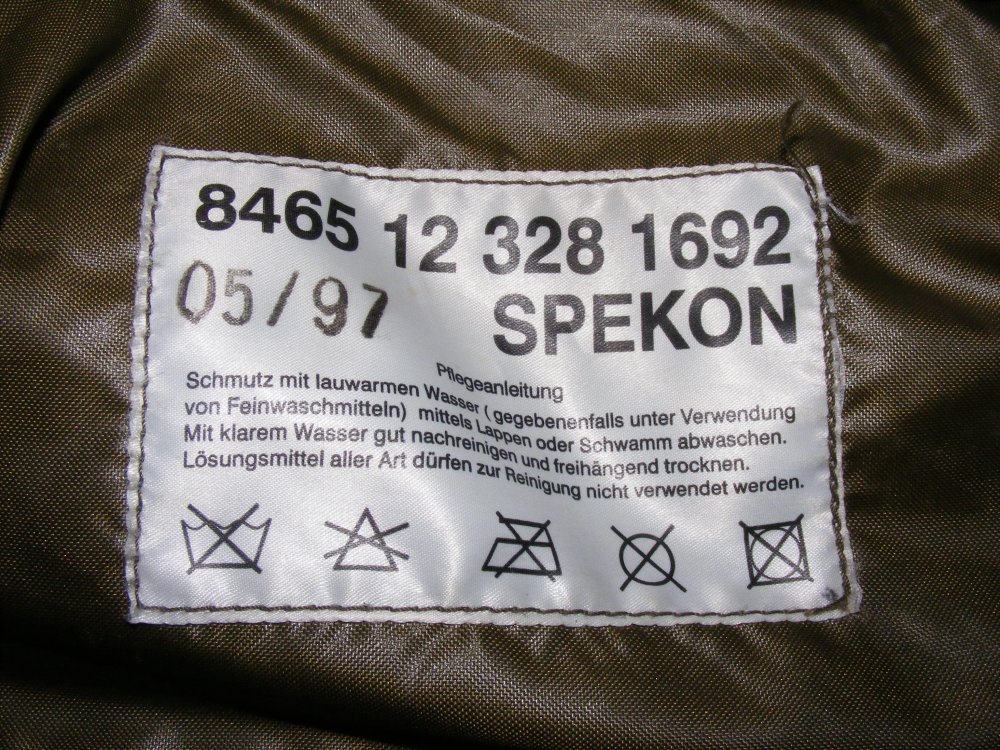 8465 12 328 1692
05/97 SPEKON
Pflegeanleitung
Schmutz mit lauwarmen Wasser ( gegebenenfalls unter Verwendung
von Feinwaschmitteln) mittels Lappen oder Schwamm abwaschen.
Mit klarem Wasser gut nachreinigen und freihängend trocknen.
Lösungsmittel aller Art dürfen zur Reinigung nicht verwendet werden.